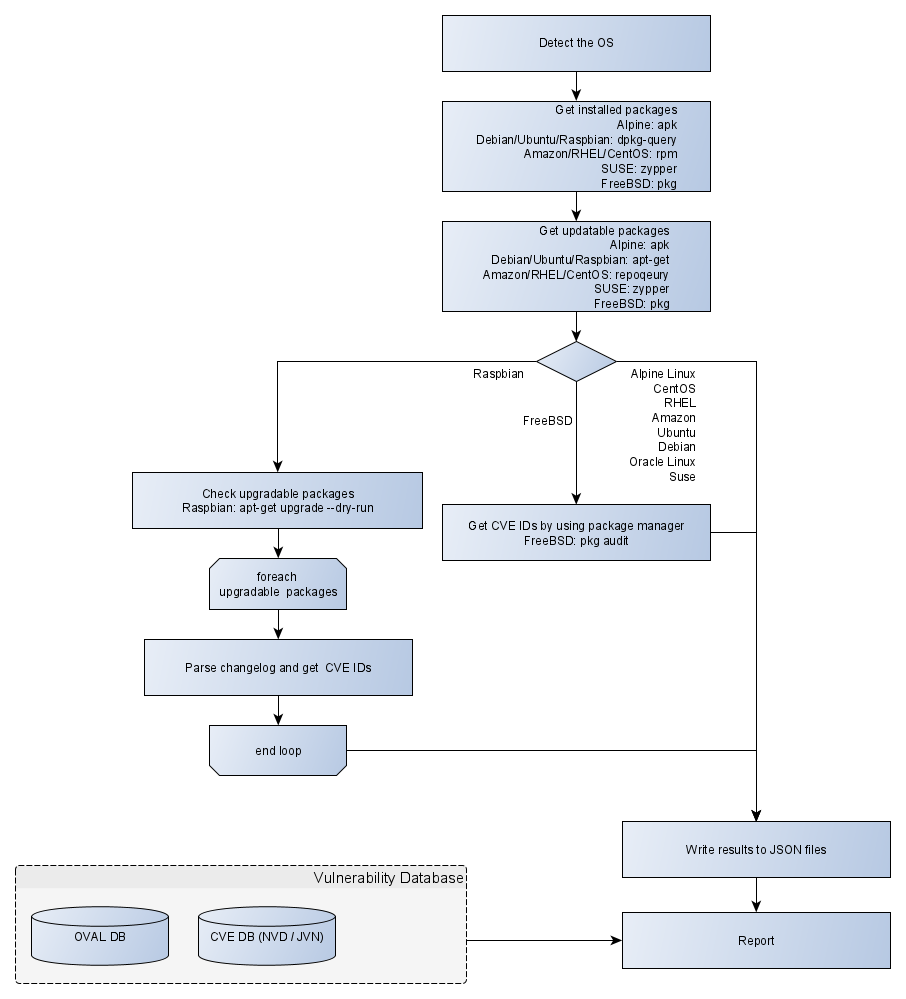 Detect the OS
Get installed packages
Alpine: apk
Debian/Ubuntu/Raspbian: dpkg-query
Amazon/RHEL/CentOS: rpm
SUSE: zypper
FreeBSD: pkg
Get updatable packages
Alpine: apk
Debian/Ubuntu/Raspbian: apt-get
Amazon/RHEL/CentOS: repoqeury
SUSE: zypper
FreeBSD: pkg
Raspbian
FreeBSD
Alpine Linux
CentOS
RHEL
Amazon
Ubuntu
Debian
Oracle Linux
Suse
Check upgradable packages
Raspbian: apt-get upgrade --dry-run
Get CVE IDs by using package manager
FreeBSD: pkg audit
foreach
upgradable packages
Parse changelog and get CVE IDs
end loop
Write results to JSON files
Vulnerability Database
OVAL DB
CVE DB (NVD / JVN)
Report